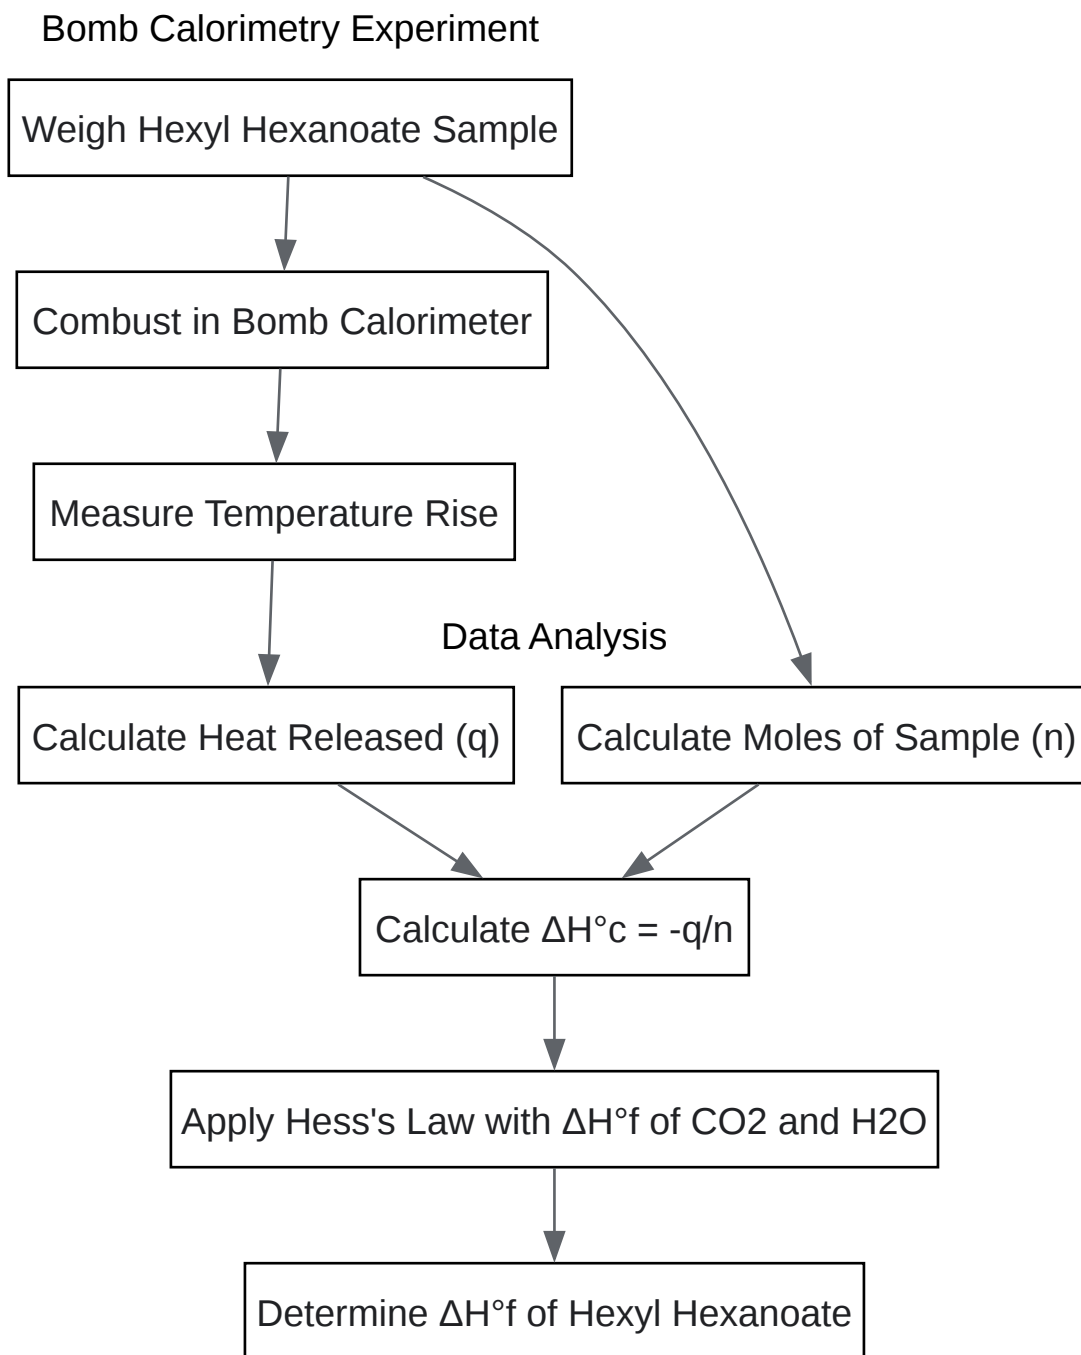 Bomb Calorimetry Experiment
Weigh Hexyl Hexanoate Sample
Combust in Bomb Calorimeter
Measure Temperature Rise
Data Analysis
Calculate Heat Released (q)
Calculate Moles of Sample (n)
Calculate ΔH°c = -q/n
Apply Hess's Law with ΔH°f of CO2 and H2O
Determine ΔH°f of Hexyl Hexanoate